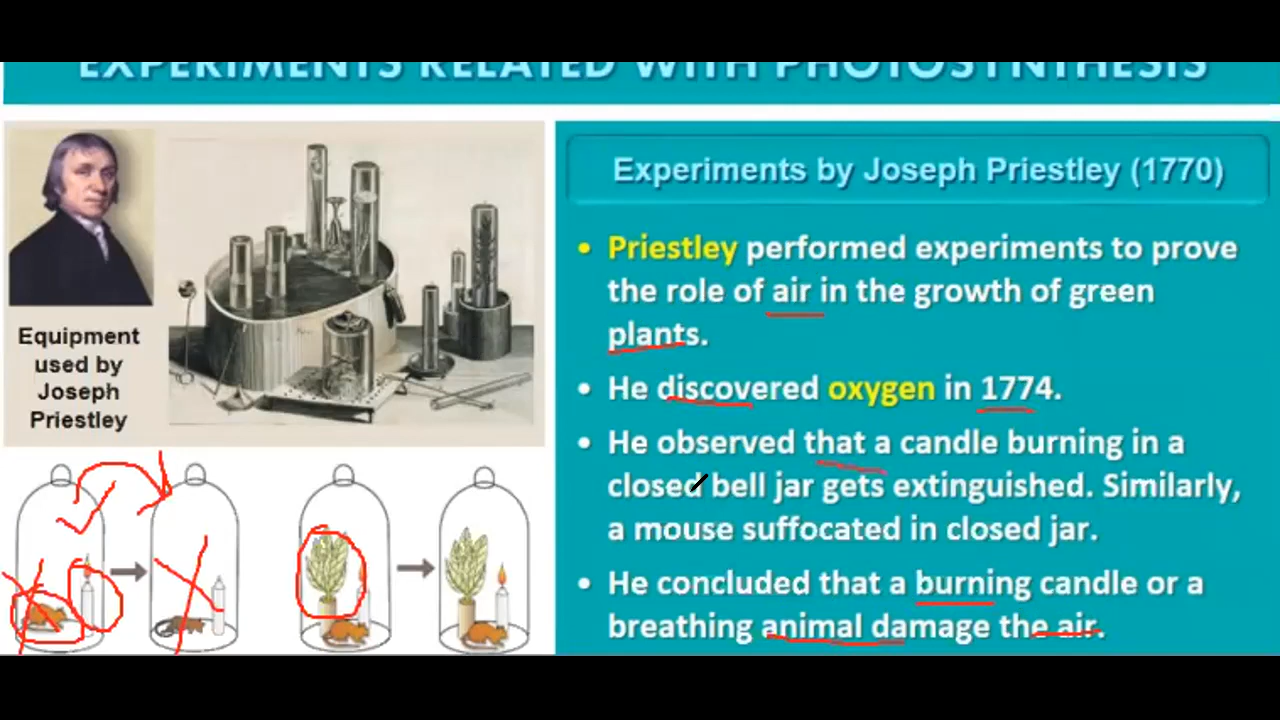 EXPERIMENTS RELATED WITH PHOTOSYNTHESIS
Equipment
used by
Joseph
Priestley
Experiments by Joseph Priestley (1770)
• Priestley performed experiments to prove
the role of air in the growth of green
plants.
• He discovered oxygen in 1774.
• He observed that a candle burning in a
closed bell jar gets extinguished. Similarly,
a mouse suffocated in closed jar.
• He concluded that a burning candle or a
breathing animal damage the air.